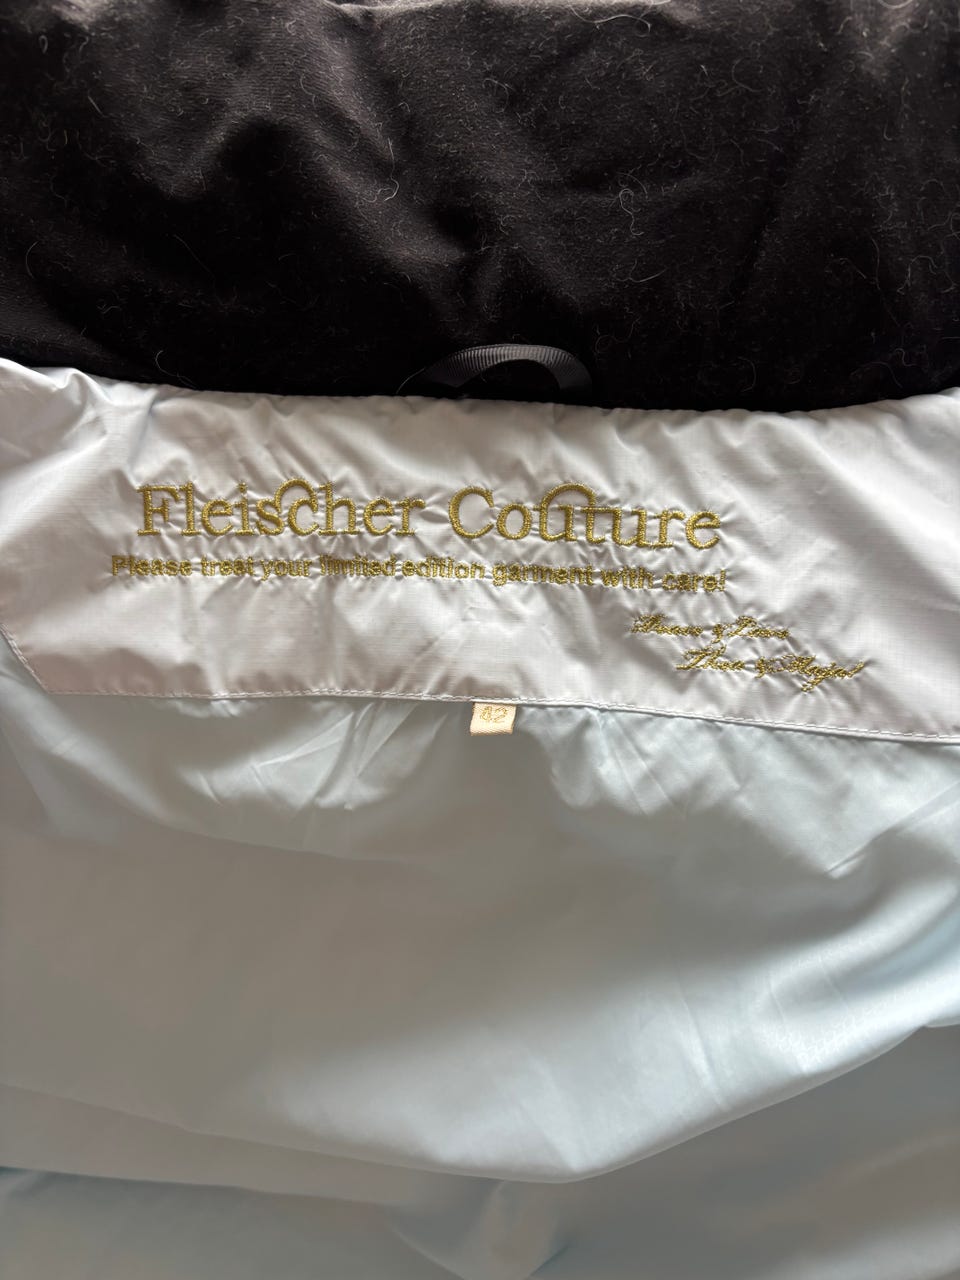 Fleischer Couture
Please treat your limited edition garment with care!
42